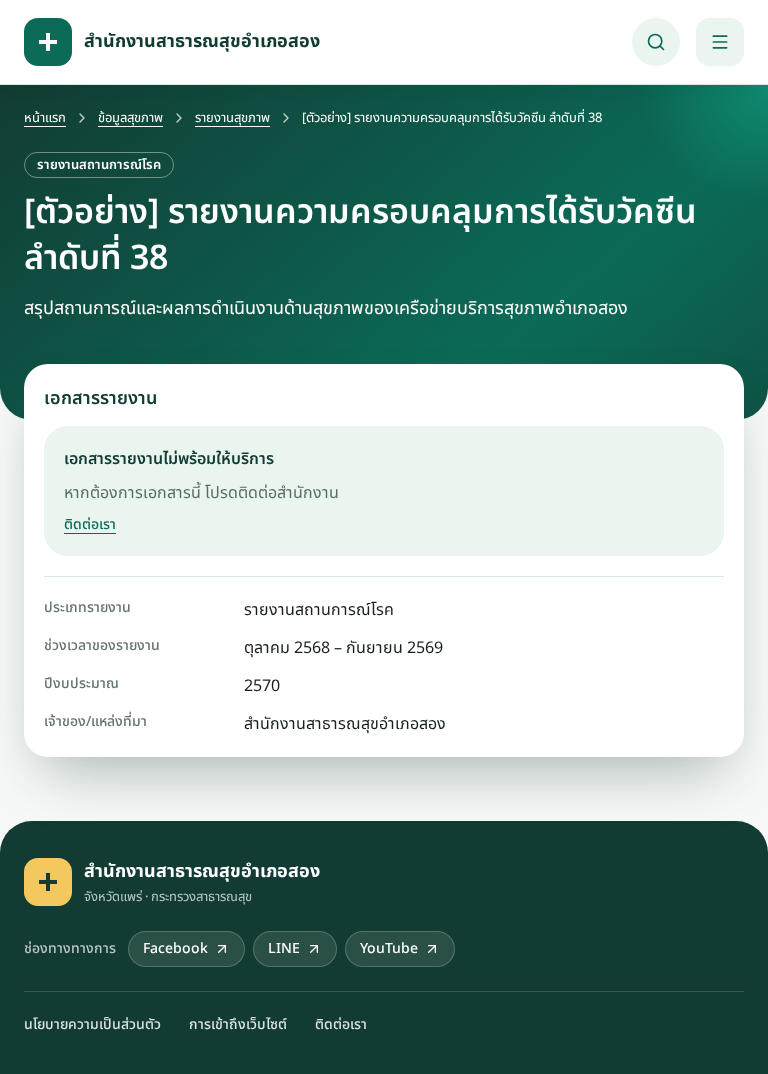 สำนักงานสาธารณสุขอำเภอสอง
หน้าแรก
ข้อมูลสุขภาพ
รายงานสุขภาพ
[ตัวอย่าง] รายงานความครอบคลุมการได้รับวัคซีน ลำดับที่ 38
รายงานสถานการณ์โรค
[ตัวอย่าง] รายงานความครอบคลุมการได้รับวัคซีน
ลำดับที่ 38
สรุปสถานการณ์และผลการดำเนินงานด้านสุขภาพของเครือข่ายบริการสุขภาพอำเภอสอง
เอกสารรายงาน
เอกสารรายงานไม่พร้อมให้บริการ
หากต้องการเอกสารนี้ โปรดติดต่อสำนักงาน
ติดต่อเรา
ประเภทรายงาน
รายงานสถานการณ์โรค
ช่วงเวลาของรายงาน
ตุลาคม 2568 – กันยายน 2569
ปีงบประมาณ
2570
เจ้าของ/แหล่งที่มา
สำนักงานสาธารณสุขอำเภอสอง
สำนักงานสาธารณสุขอำเภอสอง
จังหวัดแพร่ · กระทรวงสาธารณสุข
ช่องทางทางการ
Facebook
LINE
YouTube
นโยบายความเป็นส่วนตัว
การเข้าถึงเว็บไซต์
ติดต่อเรา